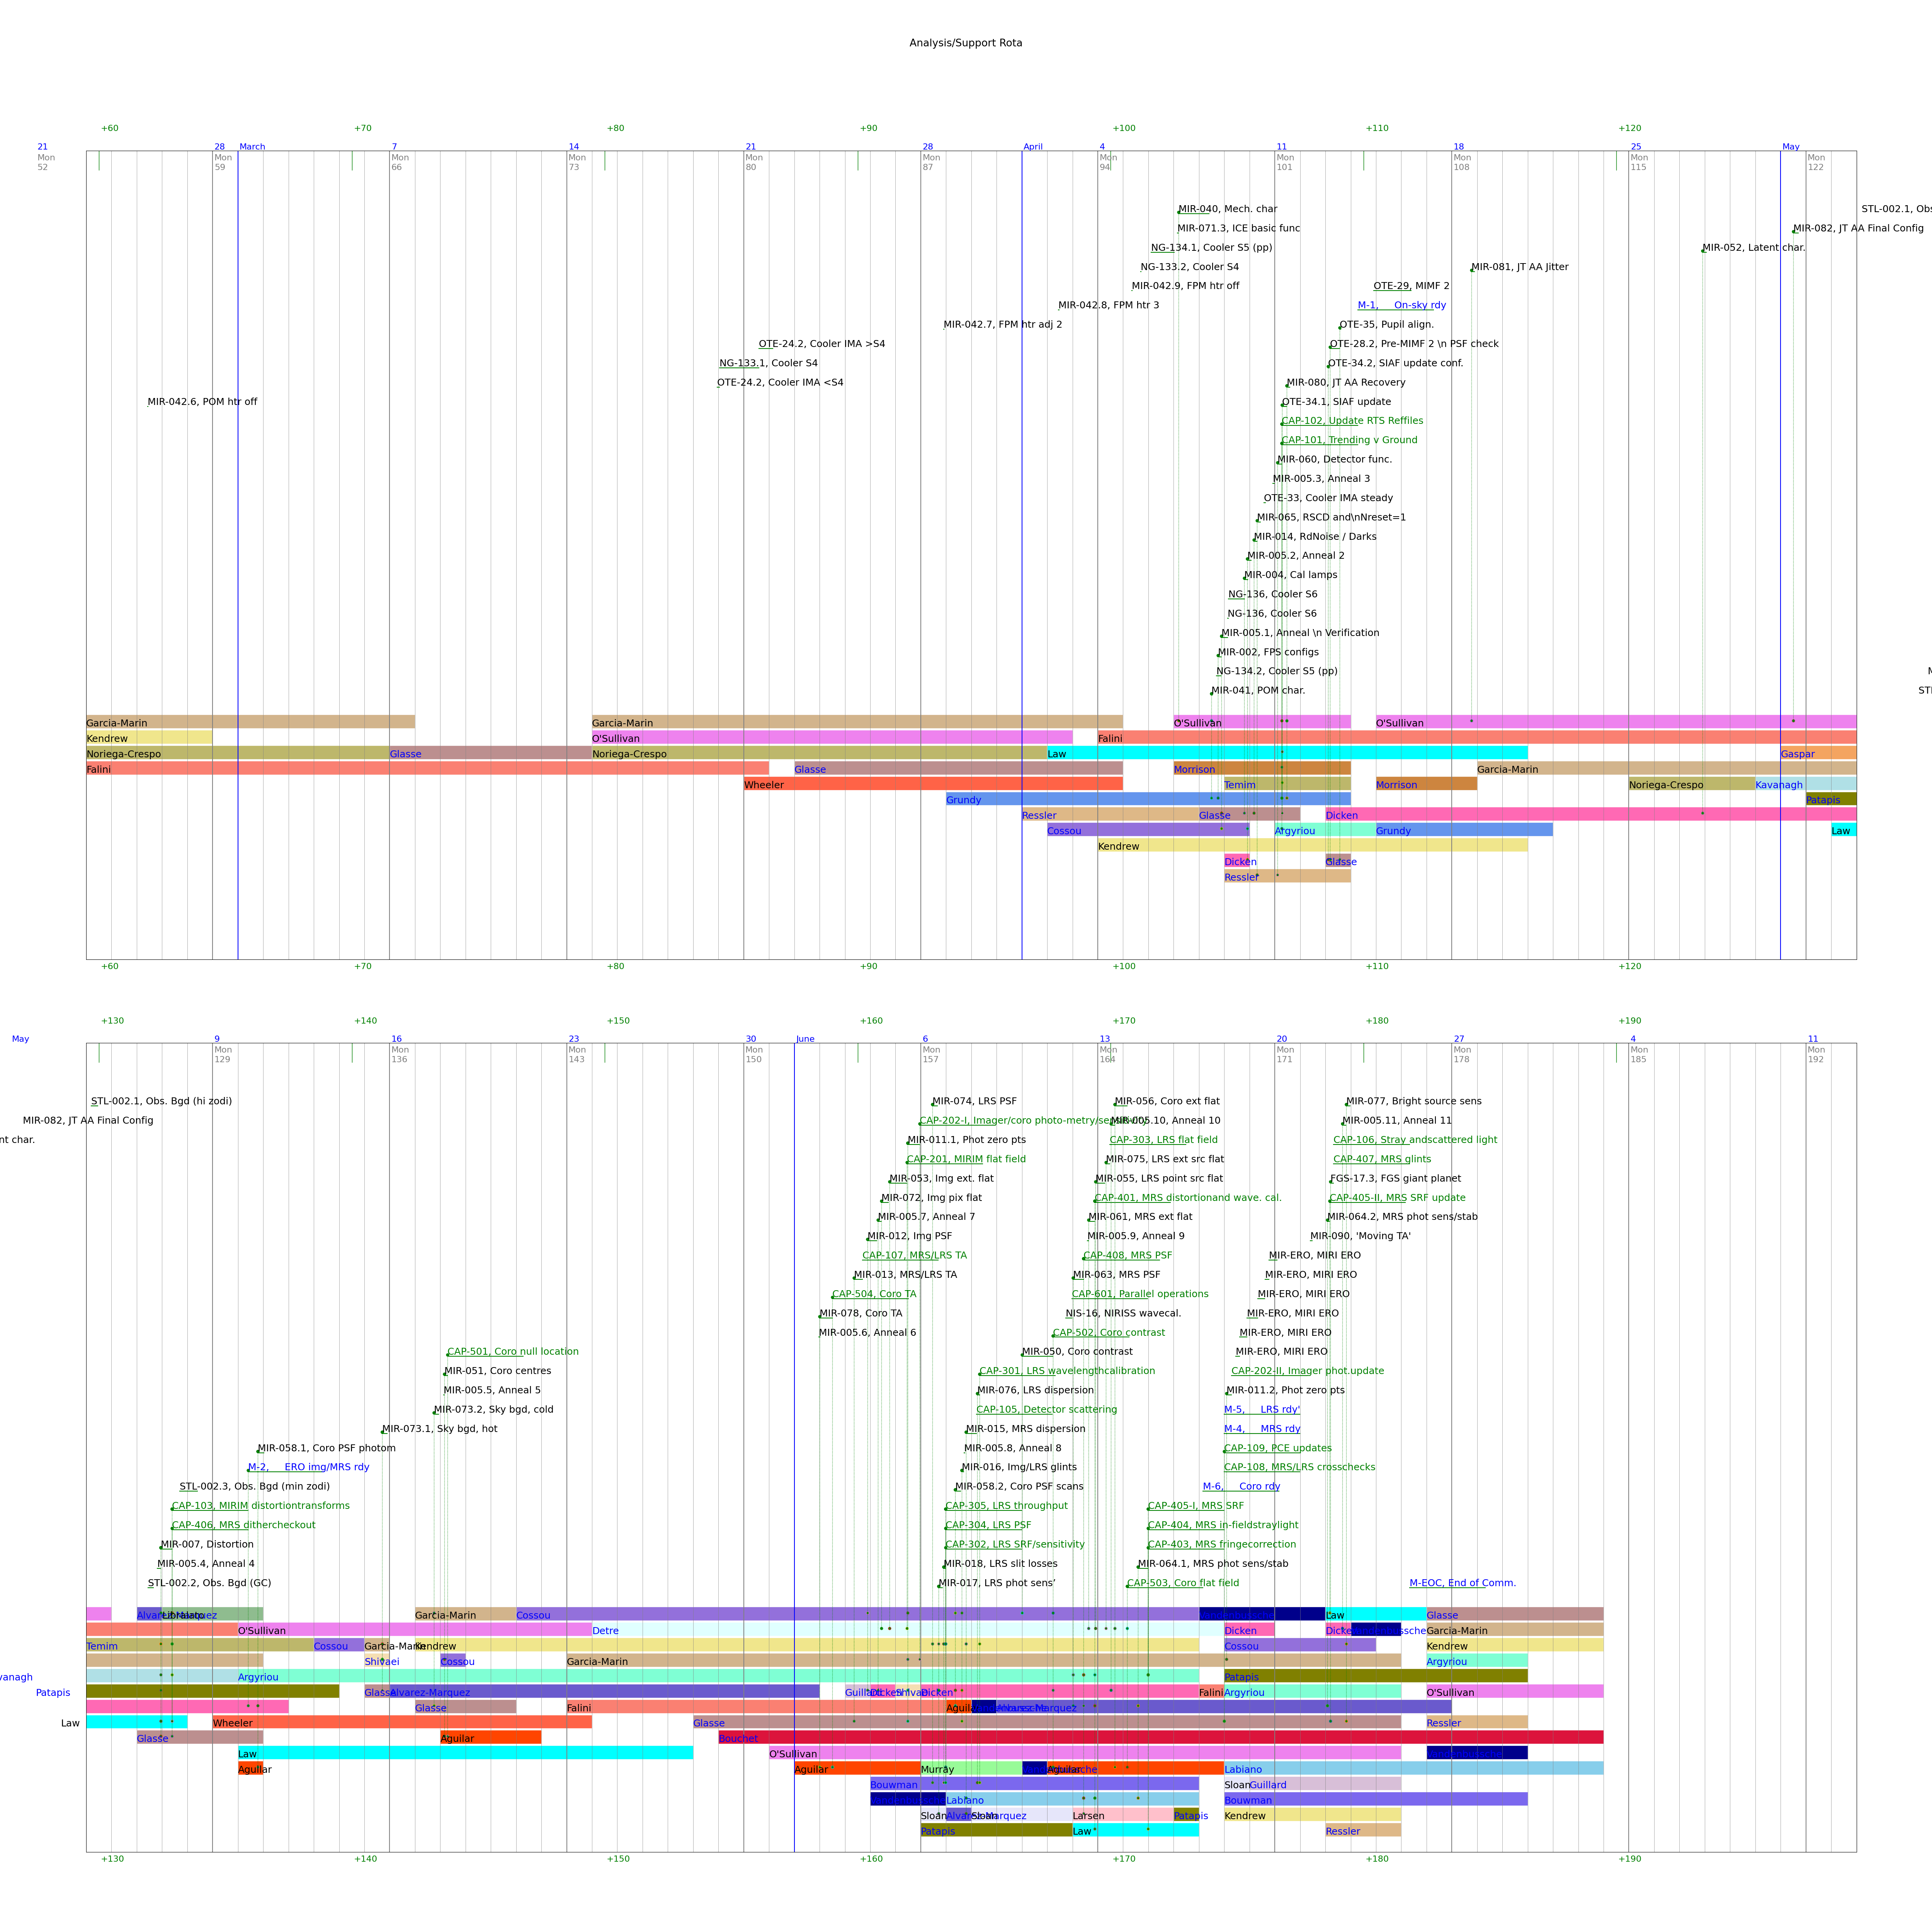 Analysis/Support Rota
+60 +70 +80 +90 +100 +110 +120
21 28 March 7 14 21 28 April 4 11 18 25 May
Mon Mon Mon Mon Mon Mon Mon Mon Mon Mon Mon
52 59 66 73 80 87 94 101 108 115 122
MIR-040, Mech. char
STL-002.1, Obs
MIR-071.3, ICE basic func
MIR-082, JT AA Final Config
NG-134.1, Cooler S5 (pp)
MIR-052, Latent char.
NG-133.2, Cooler S4
MIR-081, JT AA Jitter
MIR-042.9, FPM htr off
OTE-29, MIMF 2
MIR-042.8, FPM htr 3
M-1, On-sky rdy
MIR-042.7, FPM htr adj 2
OTE-35, Pupil align.
OTE-24.2, Cooler IMA >S4
OTE-28.2, Pre-MIMF 2 \n PSF check
NG-133.1, Cooler S4
OTE-34.2, SIAF update conf.
OTE-24.2, Cooler IMA <S4
MIR-080, JT AA Recovery
MIR-042.6, POM htr off
OTE-34.1, SIAF update
CAP-102, Update RTS Reffiles
CAP-101, Trending v Ground
MIR-060, Detector func.
MIR-005.3, Anneal 3
OTE-33, Cooler IMA steady
MIR-065, RSCD and\nNreset=1
MIR-014, RdNoise / Darks
MIR-005.2, Anneal 2
MIR-004, Cal lamps
NG-136, Cooler S6
NG-136, Cooler S6
MIR-005.1, Anneal \n Verification
MIR-002, FPS configs
NG-134.2, Cooler S5 (pp)
MIR-041, POM char.
Garcia-Marin Garcia-Marin O'Sullivan O'Sullivan
Kendrew O'Sullivan Falini
Noriega-Crespo Glasse Noriega-Crespo Law Gaspar
Falini Glasse Morrison Garcia-Marin
Wheeler Temim Morrison Noriega-Crespo Kavanagh
Grundy Patapis
Ressler Glasse Dicken
Cossou Argyriou Grundy Law
Kendrew
Dicken Glasse
Ressler
+60 +70 +80 +90 +100 +110 +120
+130 +140 +150 +160 +170 +180 +190
May 9 16 23 30 June 6 13 20 27 4 11
Mon Mon Mon Mon Mon Mon Mon Mon Mon Mon
129 136 143 150 157 164 171 178 185 192
STL-002.1, Obs. Bgd (hi zodi)
MIR-074, LRS PSF
MIR-056, Coro ext flat
MIR-077, Bright source sens
MIR-082, JT AA Final Config
CAP-202-I, Imager/coro photo-metry/
MIR-005.10, Anneal 10
MIR-005.11, Anneal 11
nt char.
MIR-011.1, Phot zero pts
CAP-303, LRS flat field
CAP-106, Stray andscattered light
CAP-201, MIRIM flat field
MIR-075, LRS ext src flat
CAP-407, MRS glints
MIR-053, Img ext. flat
MIR-055, LRS point src flat
FGS-17.3, FGS giant planet
MIR-072, Img pix flat
CAP-401, MRS distortionand wave. cal.
CAP-405-II, MRS SRF update
MIR-005.7, Anneal 7
MIR-061, MRS ext flat
MIR-064.2, MRS phot sens/stab
MIR-012, Img PSF
MIR-005.9, Anneal 9
MIR-090, 'Moving TA'
CAP-107, MRS/LRS TA
CAP-408, MRS PSF
MIR-ERO, MIRI ERO
MIR-013, MRS/LRS TA
MIR-063, MRS PSF
MIR-ERO, MIRI ERO
CAP-504, Coro TA
CAP-601, Parallel operations
MIR-ERO, MIRI ERO
MIR-078, Coro TA
NIS-16, NIRISS wavecal.
MIR-ERO, MIRI ERO
MIR-005.6, Anneal 6
CAP-502, Coro contrast
MIR-ERO, MIRI ERO
CAP-501, Coro null location
MIR-050, Coro contrast
MIR-ERO, MIRI ERO
MIR-051, Coro centres
CAP-301, LRS wavelengthcalibration
CAP-202-II, Imager phot.update
MIR-005.5, Anneal 5
MIR-076, LRS dispersion
MIR-011.2, Phot zero pts
MIR-073.2, Sky bgd, cold
CAP-105, Detector scattering
M-5, LRS rdy'
MIR-073.1, Sky bgd, hot
MIR-015, MRS dispersion
M-4, MRS rdy
MIR-058.1, Coro PSF photom
MIR-005.8, Anneal 8
CAP-109, PCE updates
M-2, ERO img/MRS rdy
MIR-016, Img/LRS glints
CAP-108, MRS/LRS crosschecks
STL-002.3, Obs. Bgd (min zodi)
MIR-058.2, Coro PSF scans
M-6, Coro rdy
CAP-103, MIRIM distortiontransforms
CAP-305, LRS throughput
CAP-405-I, MRS SRF
CAP-406, MRS dithercheckout
CAP-304, LRS PSF
CAP-404, MRS in-fieldstraylight
MIR-007, Distortion
CAP-302, LRS SRF/sensitivity
CAP-403, MRS fringecorrection
MIR-005.4, Anneal 4
MIR-018, LRS slit losses
MIR-064.1, MRS phot sens/stab
STL-002.2, Obs. Bgd (GC)
MIR-017, LRS phot sens’
CAP-503, Coro flat field
M-EOC, End of Comm.
Alvarez-Marquez Garcia-Marin Cossou Law Glasse
O'Sullivan Detre Dicken Garcia-Marin
Temim Cossou Garcia-Marin Kendrew Cossou Kendrew
Shivaei Cossou Garcia-Marin Argyriou
vanagh Argyriou Patapis
Patapis Glasse Alvarez-Marquez Guillard Dicken Shivaei Dicken Falini Argyriou O'Sullivan
Glasse Falini Aguilar Alvarez-Marquez
Law Wheeler Glasse Ressler
Glasse Aguilar Bouchet
Law O'Sullivan
Aguilar Aguilar Murray Aguilar Labiano
Bouwman Sloan Guillard
Labiano Bouwman
Sloan Alvarez-Marquez Sloan Larsen Patapis Kendrew
Patapis Law Ressler
+130 +140 +150 +160 +170 +180 +190